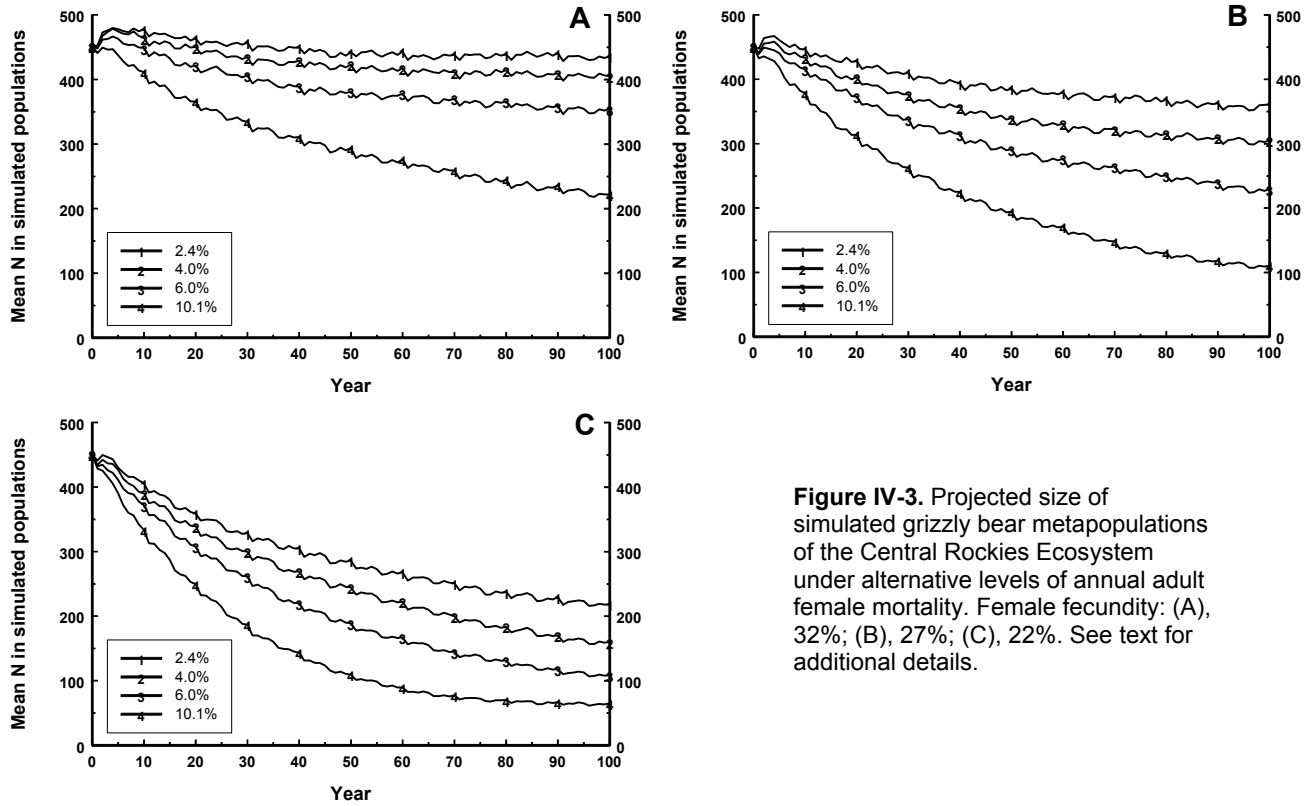 A
500
400
300
200
100
0
500
400
300
200
100
0
Mean N in simulated populations
1 2.4%
2 4.0%
3 6.0%
4 10.1%
0 10 20 30 40 50 60 70 80 90 100
Year
B
500
400
300
200
100
0
500
400
300
200
100
0
Mean N in simulated populations
1 2.4%
2 4.0%
3 6.0%
4 10.1%
0 10 20 30 40 50 60 70 80 90 100
Year
C
500
400
300
200
100
0
500
400
300
200
100
0
Mean N in simulated populations
1 2.4%
2 4.0%
3 6.0%
4 10.1%
0 10 20 30 40 50 60 70 80 90 100
Year
Figure IV-3. Projected size of
simulated grizzly bear metapopulations
of the Central Rockies Ecosystem
under alternative levels of annual adult
female mortality. Female fecundity: (A),
32%; (B), 27%; (C), 22%. See text for
additional details.